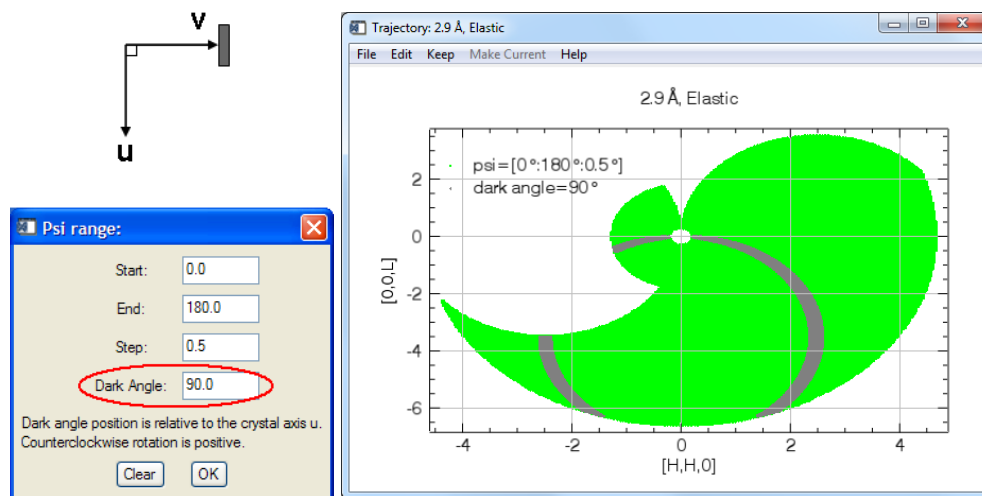 v
u
Psi range:
Start: 0.0
End: 180.0
Step: 0.5
Dark Angle: 90.0
Dark angle position is relative to the crystal axis u.
Counterclockwise rotation is positive.
Clear OK
Trajectory: 2.9 Å, Elastic
File Edit Keep Make Current Help
2.9 Å, Elastic
psi=[0°:180°:0.5°]
dark angle=90°
2
0
-2
-4
-6
[0,0,L]
-4 -2 0 2 4
[H,H,0]